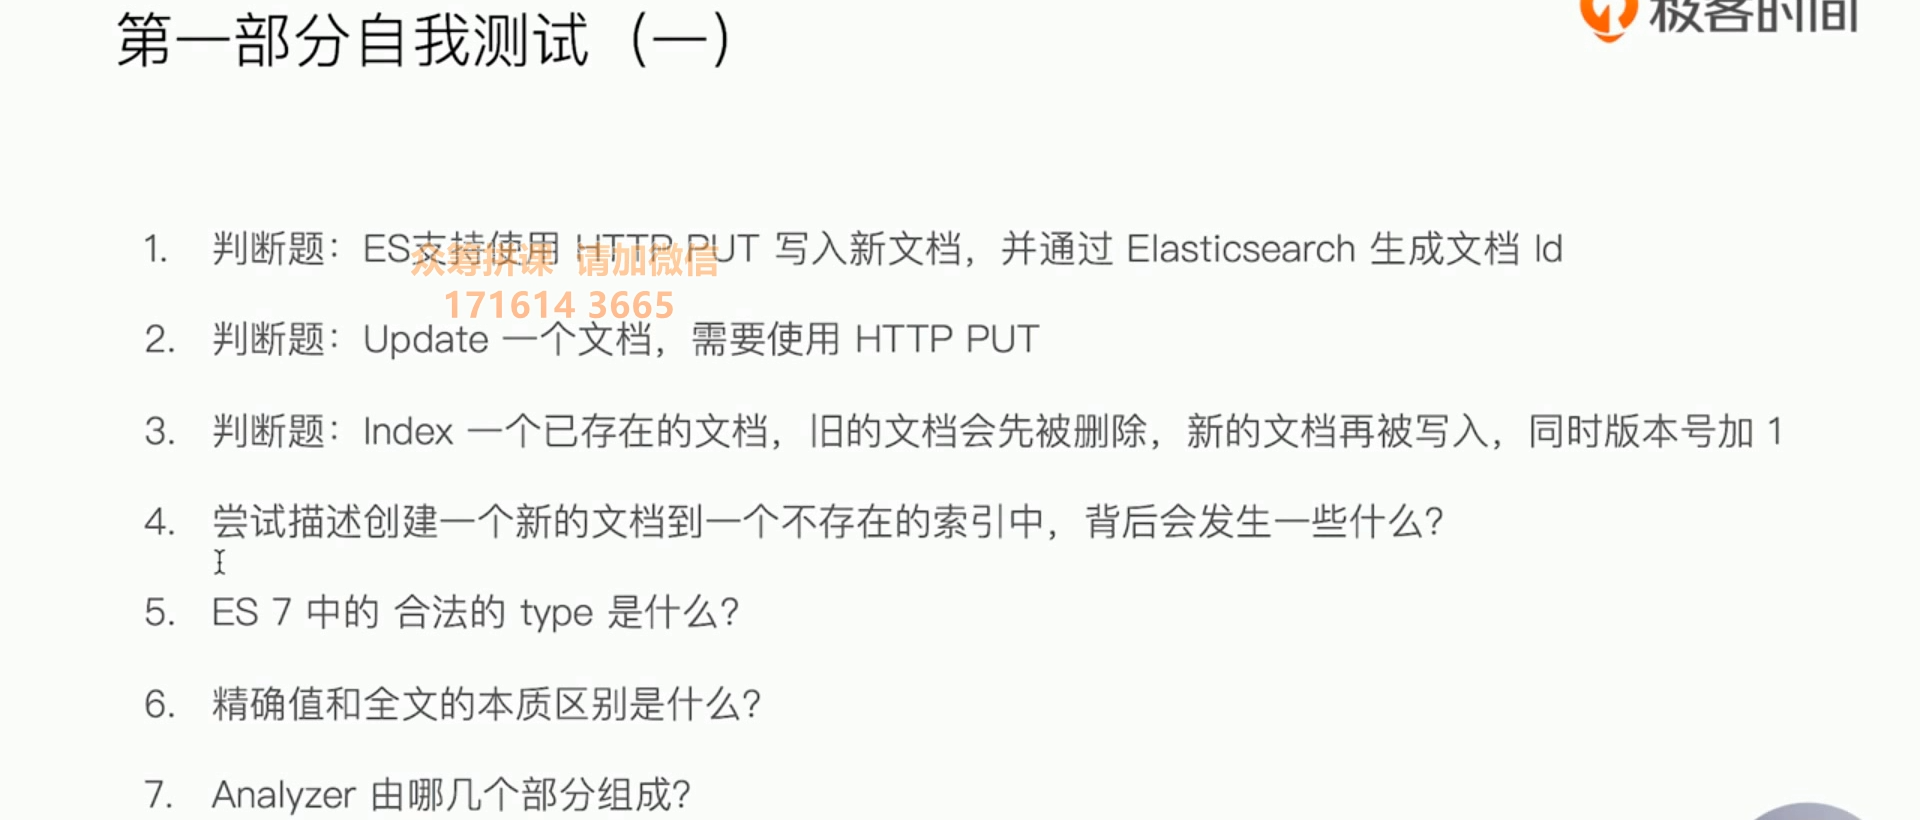 第一部分自我测试（一）
极客时间
1. 判断题：ES支持使用 HTTP PUT 写入新文档，并通过 Elasticsearch 生成文档 Id
众筹拼课 请加微信
171614 3665
2. 判断题：Update 一个文档，需要使用 HTTP PUT
3. 判断题：Index 一个已存在的文档，旧的文档会先被删除，新的文档再被写入，同时版本号加 1
4. 尝试描述创建一个新的文档到一个不存在的索引中，背后会发生一些什么？
5. ES 7 中的 合法的 type 是什么？
6. 精确值和全文的本质区别是什么？
7. Analyzer 由哪几个部分组成？